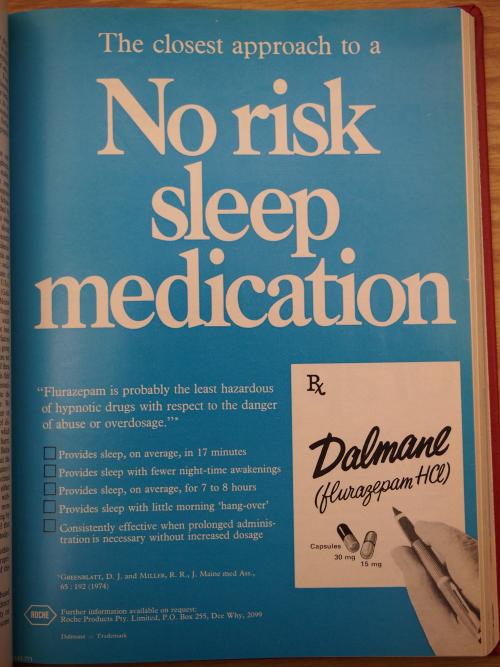 The closest approach to a
No risk
sleep
medication
“Flurazepam is probably the least hazardous
of hypnotic drugs with respect to the danger
of abuse or overdosage.”*
Provides sleep, on average, in 17 minutes
Provides sleep with fewer night-time awakenings
Provides sleep, on average, for 7 to 8 hours
Provides sleep with little morning ‘hang-over’
Consistently effective when prolonged adminis-
tration is necessary without increased dosage
*GREENBLATT, D. J. and MILLER, R. R., J. Maine med Ass.,
65 : 192 (1974)
ROCHE
Further information available on request:
Roche Products Pty. Limited, P.O. Box 255, Dee Why, 2099
Dalmane — Trademark
Rx
Dalmane
(flurazepam HCl)
Capsules
30 mg
15 mg